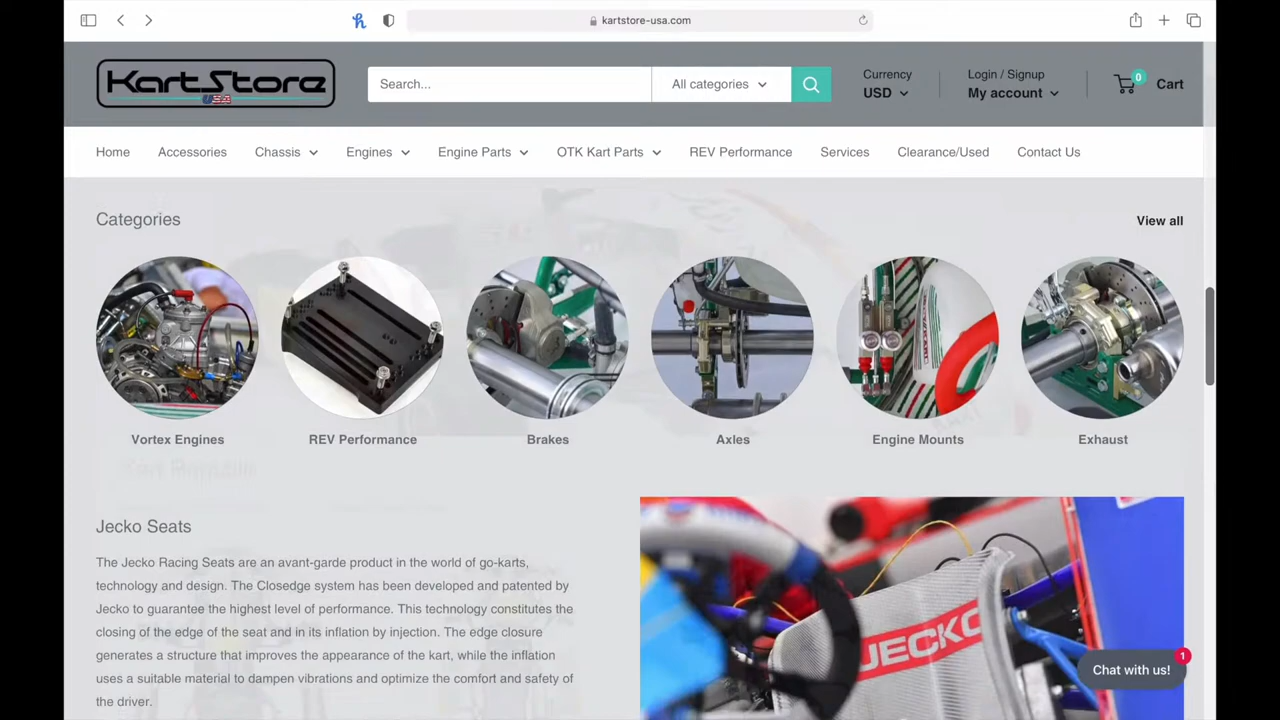 kartstore-usa.com
KartStore
USA
Search...
All categories
Currency
USD
Login / Signup
My account
0
Cart
Home
Accessories
Chassis
Engines
Engine Parts
OTK Kart Parts
REV Performance
Services
Clearance/Used
Contact Us
Categories
View all
Vortex Engines
REV Performance
Brakes
Axles
Engine Mounts
Exhaust
Jecko Seats
The Jecko Racing Seats are an avant-garde product in the world of go-karts,
technology and design. The Closedge system has been developed and patented by
Jecko to guarantee the highest level of performance. This technology constitutes the
closing of the edge of the seat and in its inflation by injection. The edge closure
generates a structure that improves the appearance of the kart, while the inflation
uses a suitable material to dampen vibrations and optimize the comfort and safety of
the driver.
JECKO
1
Chat with us!